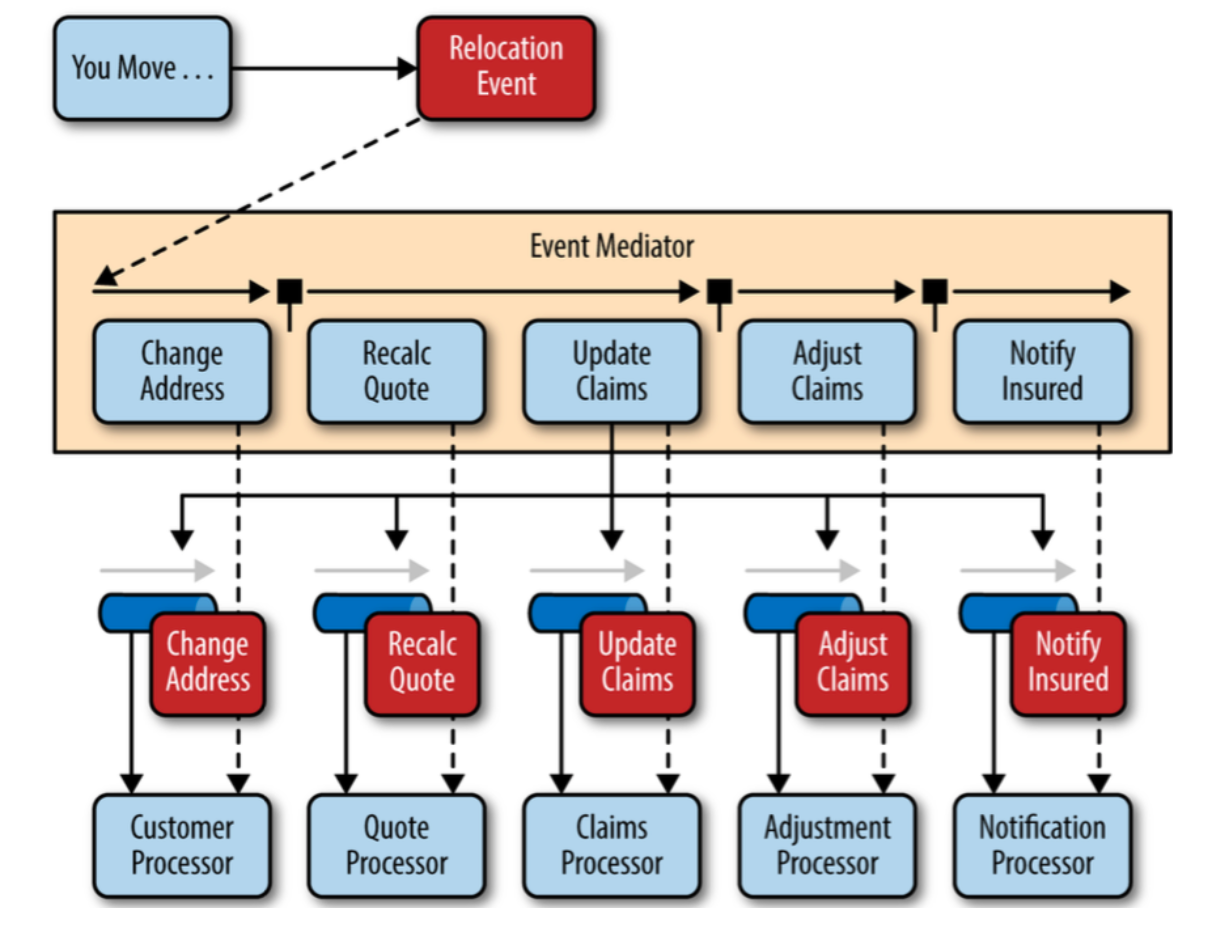 You Move ...
Relocation
Event
Event Mediator
Change
Address
Recalc
Quote
Update
Claims
Adjust
Claims
Notify
Insured
Change
Address
Recalc
Quote
Update
Claims
Adjust
Claims
Notify
Insured
Customer
Processor
Quote
Processor
Claims
Processor
Adjustment
Processor
Notification
Processor